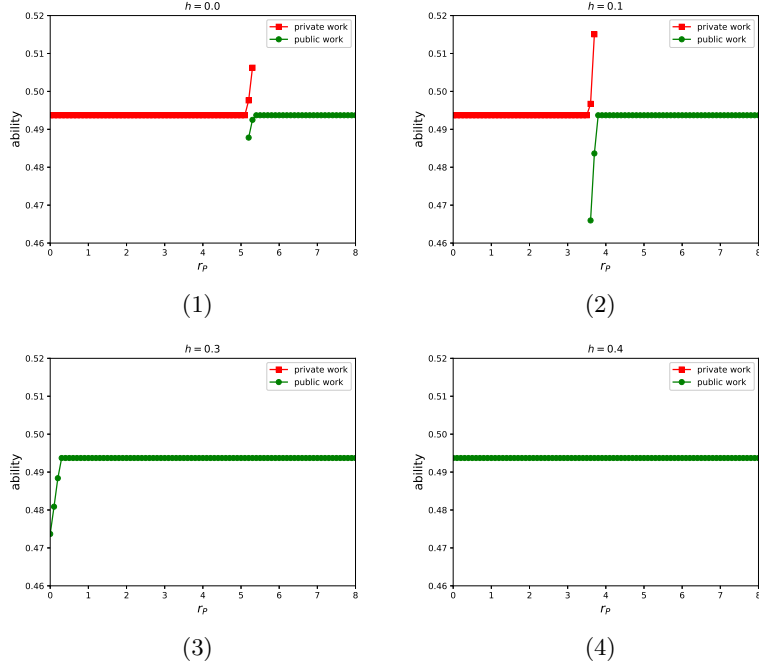 h = 0.0
0.52
0.51
0.50
0.49
0.48
0.47
0.46
ability
private work
public work
0 1 2 3 4 5 6 7 8
r_P
(1)
h = 0.1
0.52
0.51
0.50
0.49
0.48
0.47
0.46
ability
private work
public work
0 1 2 3 4 5 6 7 8
r_P
(2)
h = 0.3
0.52
0.51
0.50
0.49
0.48
0.47
0.46
ability
private work
public work
0 1 2 3 4 5 6 7 8
r_P
(3)
h = 0.4
0.52
0.51
0.50
0.49
0.48
0.47
0.46
ability
private work
public work
0 1 2 3 4 5 6 7 8
r_P
(4)